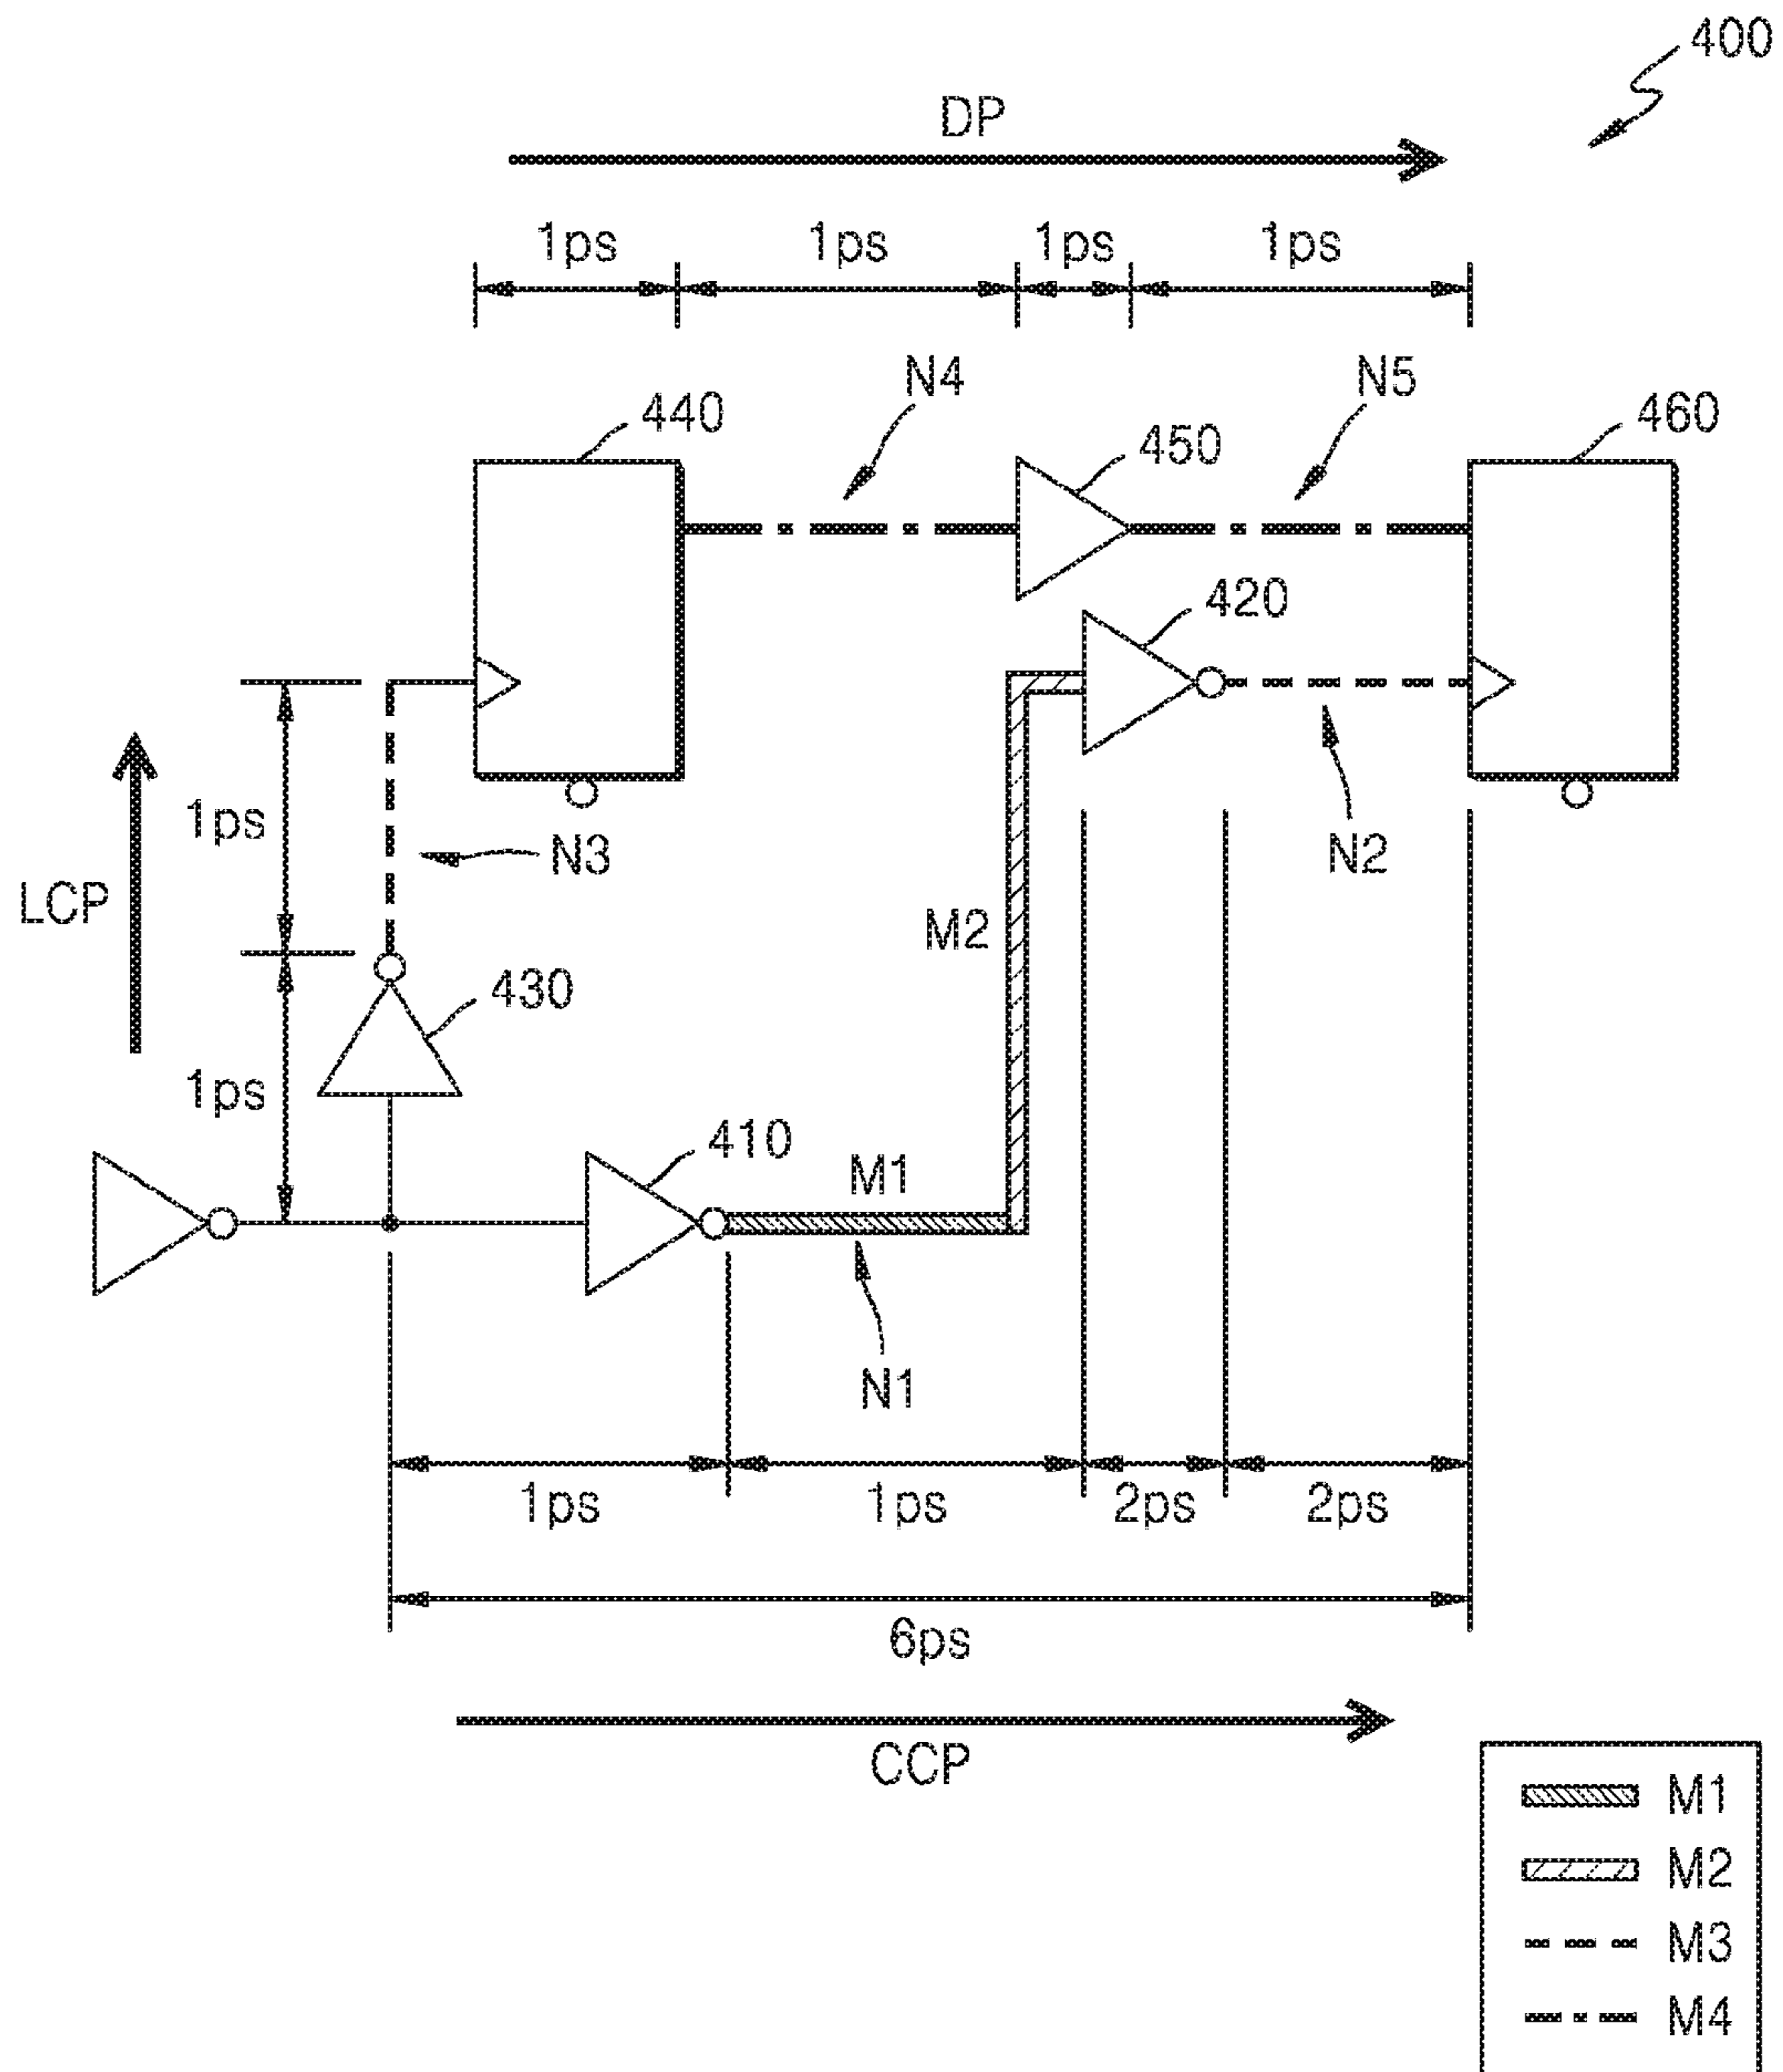 400
DP
1ps 1ps 1ps 1ps
N4 N5
440 450 460
420
1ps
N3 N2
LCP M2
430
1ps
410
M1
N1
1ps 1ps 2ps 2ps
6ps
CCP
M1
M2
M3
M4